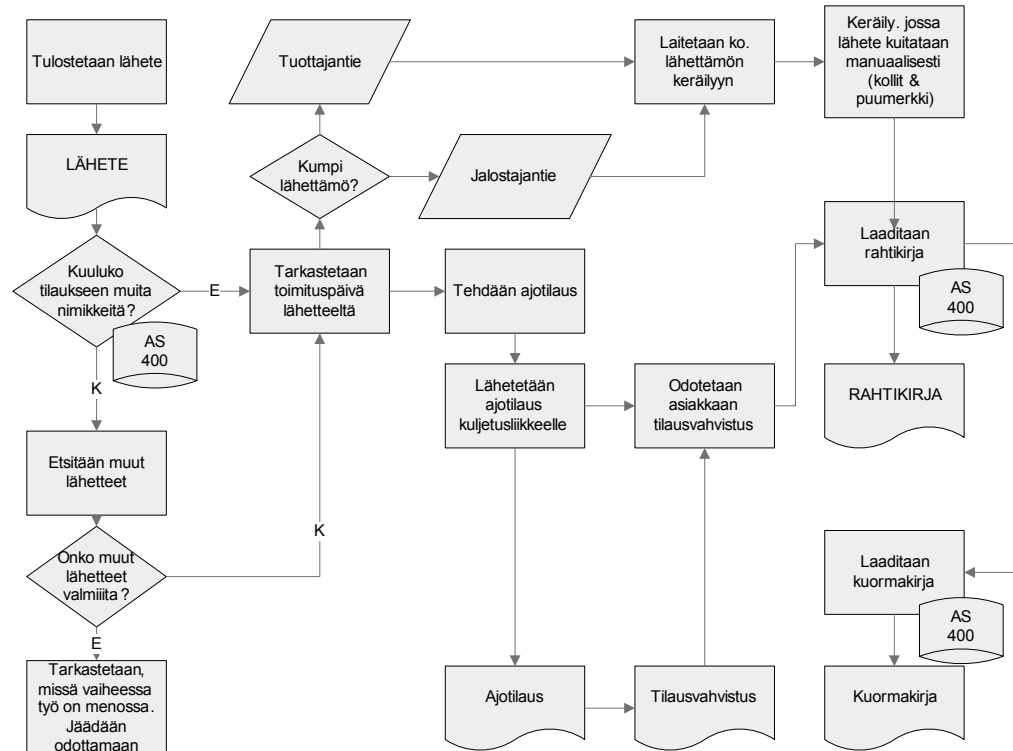 Tulostetaan lähete
LÄHETE
Kuuluko
tilaukseen muita
nimikkeitä?
AS
400
E
K
Etsitään muut
lähetteet
Onko muut
lähetteet
valmiita?
K
E
Tarkastetaan,
missä vaiheessa
työ on menossa.
Jäädään
odottamaan
Tuottajantie
Kumpi
lähettämö?
Jalostajantie
Tarkastetaan
toimituspäivä
lähetteeltä
Tehdään ajotilaus
Lähetetään
ajotilaus
kuljetusliikkeelle
Ajotilaus
Laitetaan ko.
lähettämön
keräilyyn
Odotetaan
asiakkaan
tilausvahvistus
Tilausvahvistus
Keräily. jossa
lähete kuitataan
manuaalisesti
(kollit &
puumerkki)
Laaditaan
rahtikirja
AS
400
RAHTIKIRJA
Laaditaan
kuormakirja
AS
400
Kuormakirja